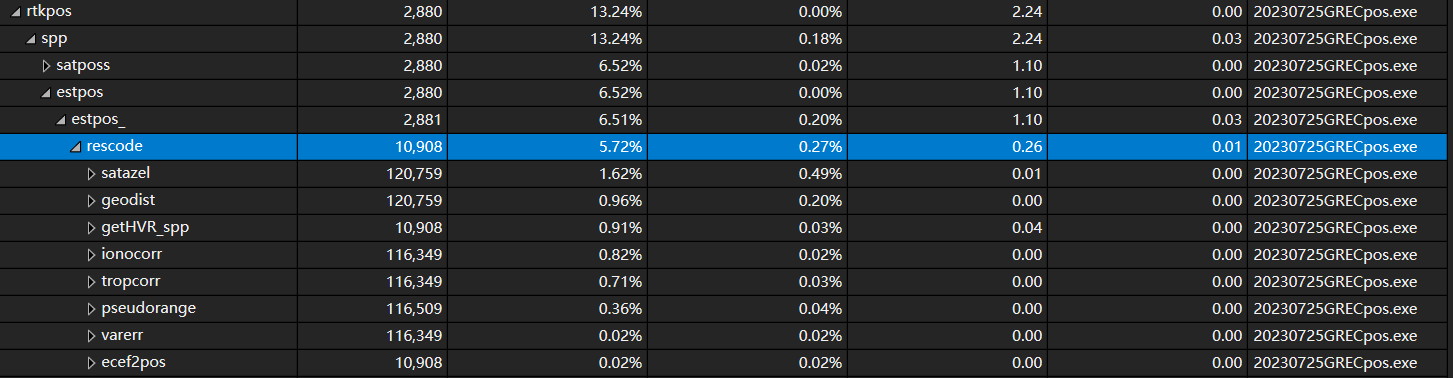 rtkpos 2,880 13.24% 0.00% 2.24 0.00 20230725GRECpos.exe
spp 2,880 13.24% 0.18% 2.24 0.03 20230725GRECpos.exe
satposs 2,880 6.52% 0.02% 1.10 0.00 20230725GRECpos.exe
estpos 2,880 6.52% 0.00% 1.10 0.00 20230725GRECpos.exe
estpos_ 2,881 6.51% 0.20% 1.10 0.03 20230725GRECpos.exe
rescode 10,908 5.72% 0.27% 0.26 0.01 20230725GRECpos.exe
satazel 120,759 1.62% 0.49% 0.01 0.00 20230725GRECpos.exe
geodist 120,759 0.96% 0.20% 0.00 0.00 20230725GRECpos.exe
getHVR_spp 10,908 0.91% 0.03% 0.04 0.00 20230725GRECpos.exe
ionocorr 116,349 0.82% 0.02% 0.00 0.00 20230725GRECpos.exe
tropcorr 116,349 0.71% 0.03% 0.00 0.00 20230725GRECpos.exe
pseudorange 116,509 0.36% 0.04% 0.00 0.00 20230725GRECpos.exe
varerr 116,349 0.02% 0.02% 0.00 0.00 20230725GRECpos.exe
ecef2pos 10,908 0.02% 0.02% 0.00 0.00 20230725GRECpos.exe